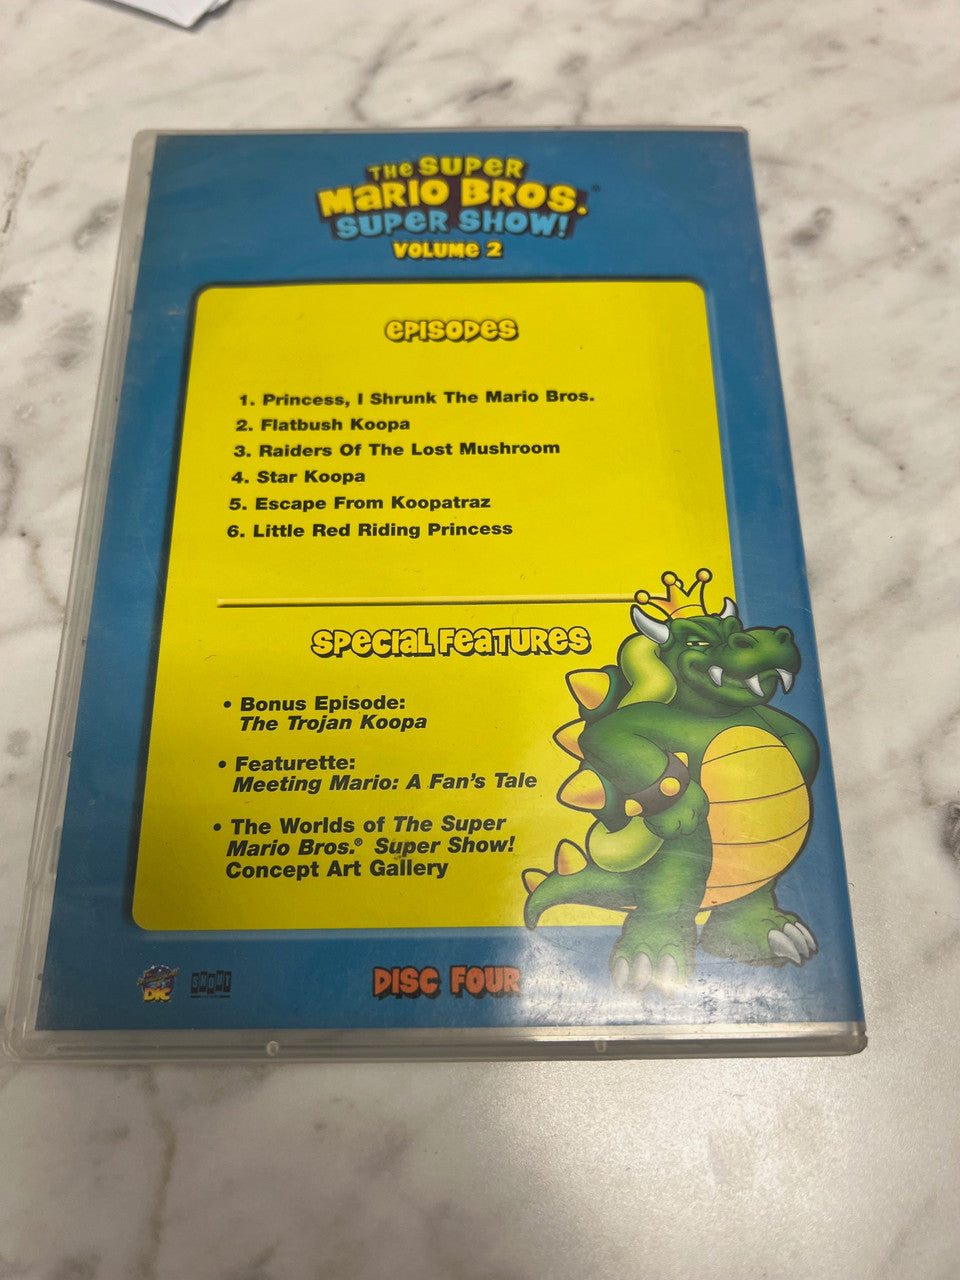 THE SUPER
MARIO BROS.®
SUPER SHOW!
VOLUME 2
EPISODES
1. Princess, I Shrunk The Mario Bros.
2. Flatbush Koopa
3. Raiders Of The Lost Mushroom
4. Star Koopa
5. Escape From Koopatraz
6. Little Red Riding Princess
SPECIAL FEATURES
• Bonus Episode:
The Trojan Koopa
• Featurette:
Meeting Mario: A Fan's Tale
• The Worlds of The Super
Mario Bros.® Super Show!
Concept Art Gallery
DIC
SHOUT
DISC FOUR